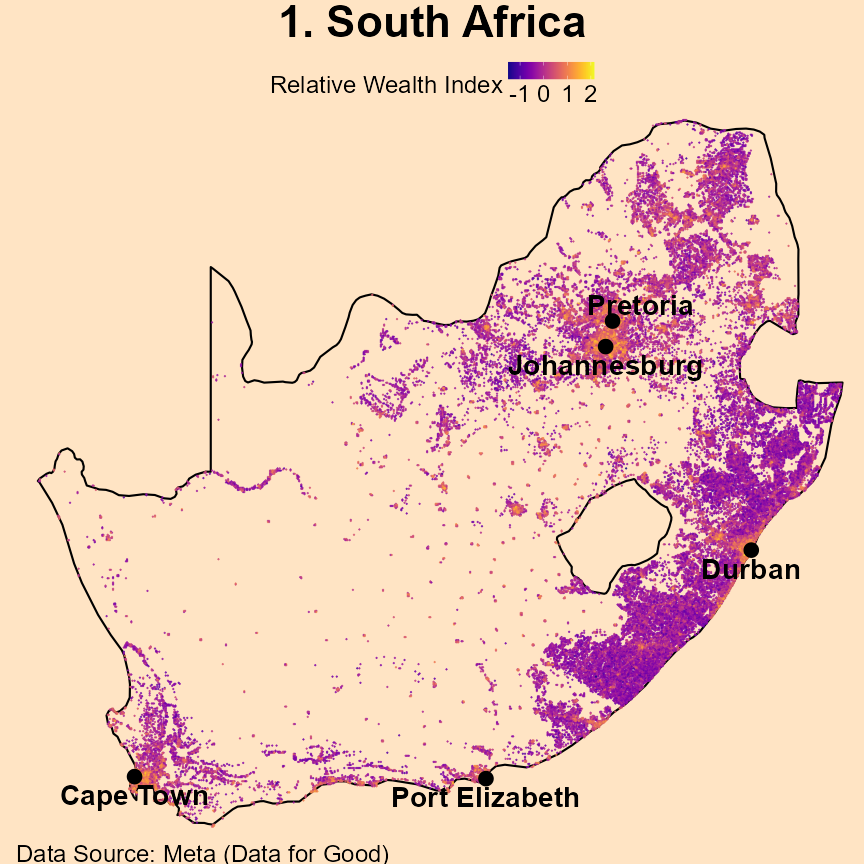 1. South Africa
Relative Wealth Index
-1 0 1 2
Pretoria
Johannesburg
Durban
Cape Town
Port Elizabeth
Data Source: Meta (Data for Good)